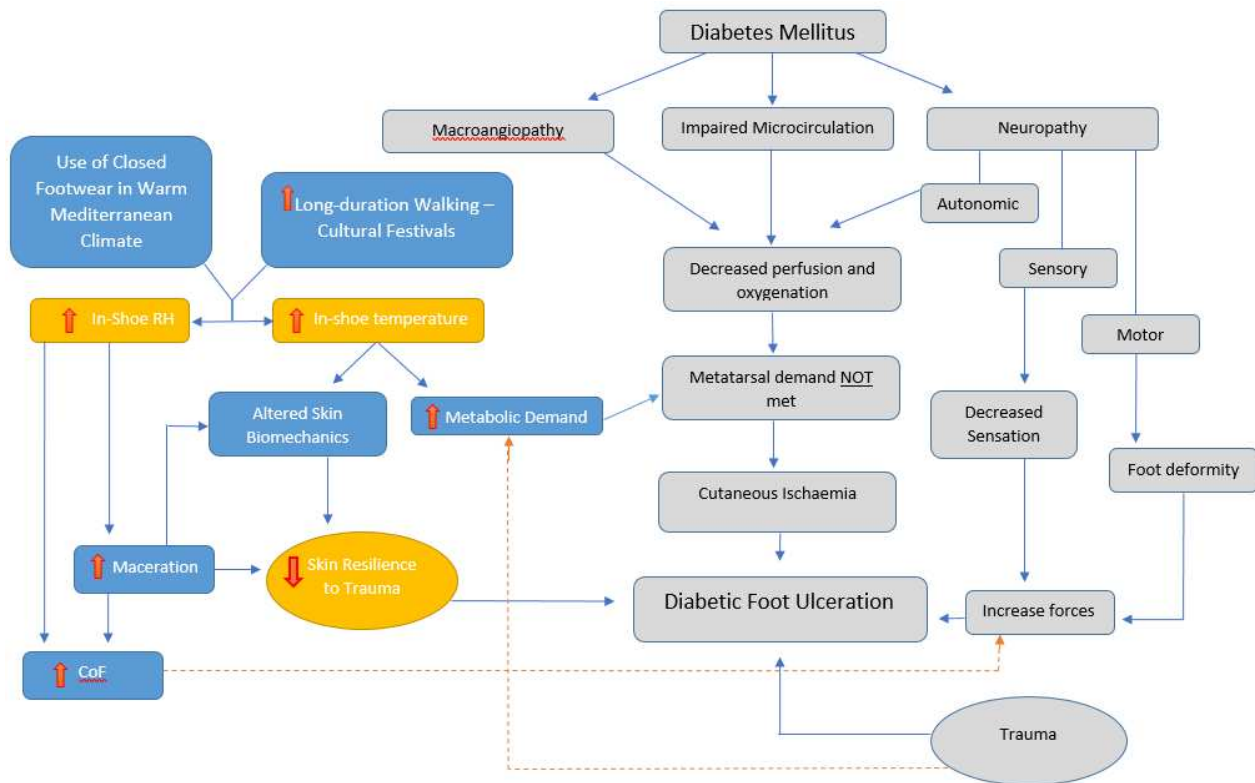 Diabetes Mellitus
Macroangiopathy
Impaired Microcirculation
Neuropathy
Use of Closed
Footwear in Warm
Mediterranean
Climate
Long-duration Walking –
Cultural Festivals
Autonomic
Decreased perfusion and
oxygenation
Sensory
In-Shoe RH
In-shoe temperature
Motor
Metatarsal demand NOT
met
Altered Skin
Biomechanics
Metabolic Demand
Decreased
Sensation
Foot deformity
Cutaneous Ischaemia
Maceration
Skin Resilience
to Trauma
Diabetic Foot Ulceration
Increase forces
CoF
Trauma